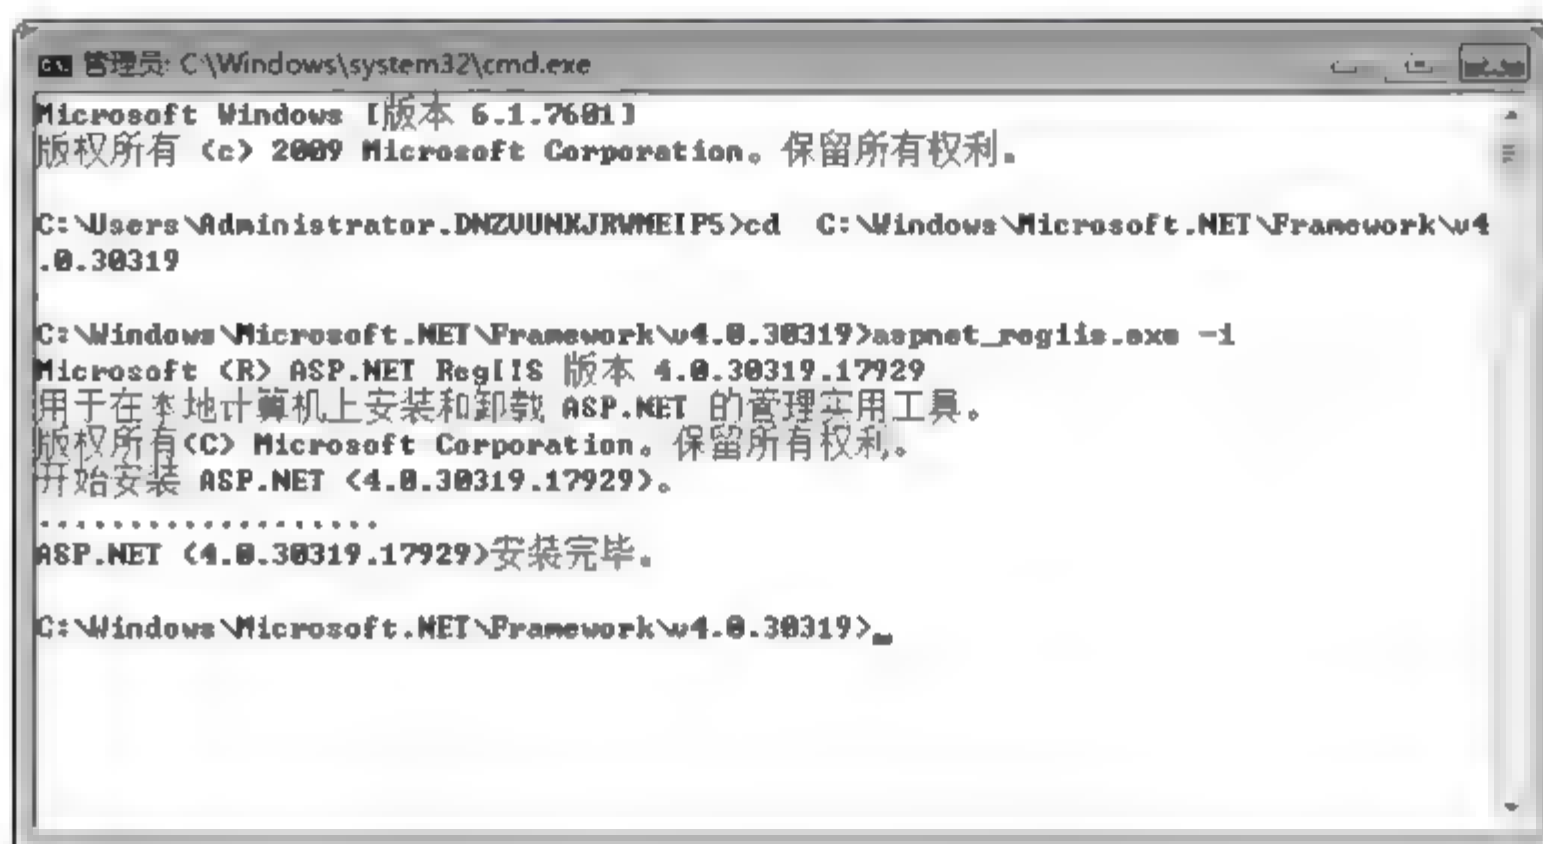 管理员: C:\Windows\system32\cmd.exe
Microsoft Windows [版本 6.1.7601]
版权所有 (c) 2009 Microsoft Corporation。保留所有权利。
C:\Users\Administrator.DNZUUNXJRWMEIP5>cd  C:\Windows\Microsoft.NET\Framework\v4
.0.30319
C:\Windows\Microsoft.NET\Framework\v4.0.30319>aspnet_regiis.exe -i
Microsoft (R) ASP.NET RegIIS 版本 4.0.30319.17929
用于在本地计算机上安装和卸载 ASP.NET 的管理实用工具。
版权所有(C) Microsoft Corporation。保留所有权利。
开始安装 ASP.NET (4.0.30319.17929)。
...................
ASP.NET (4.0.30319.17929)安装完毕。
C:\Windows\Microsoft.NET\Framework\v4.0.30319>_